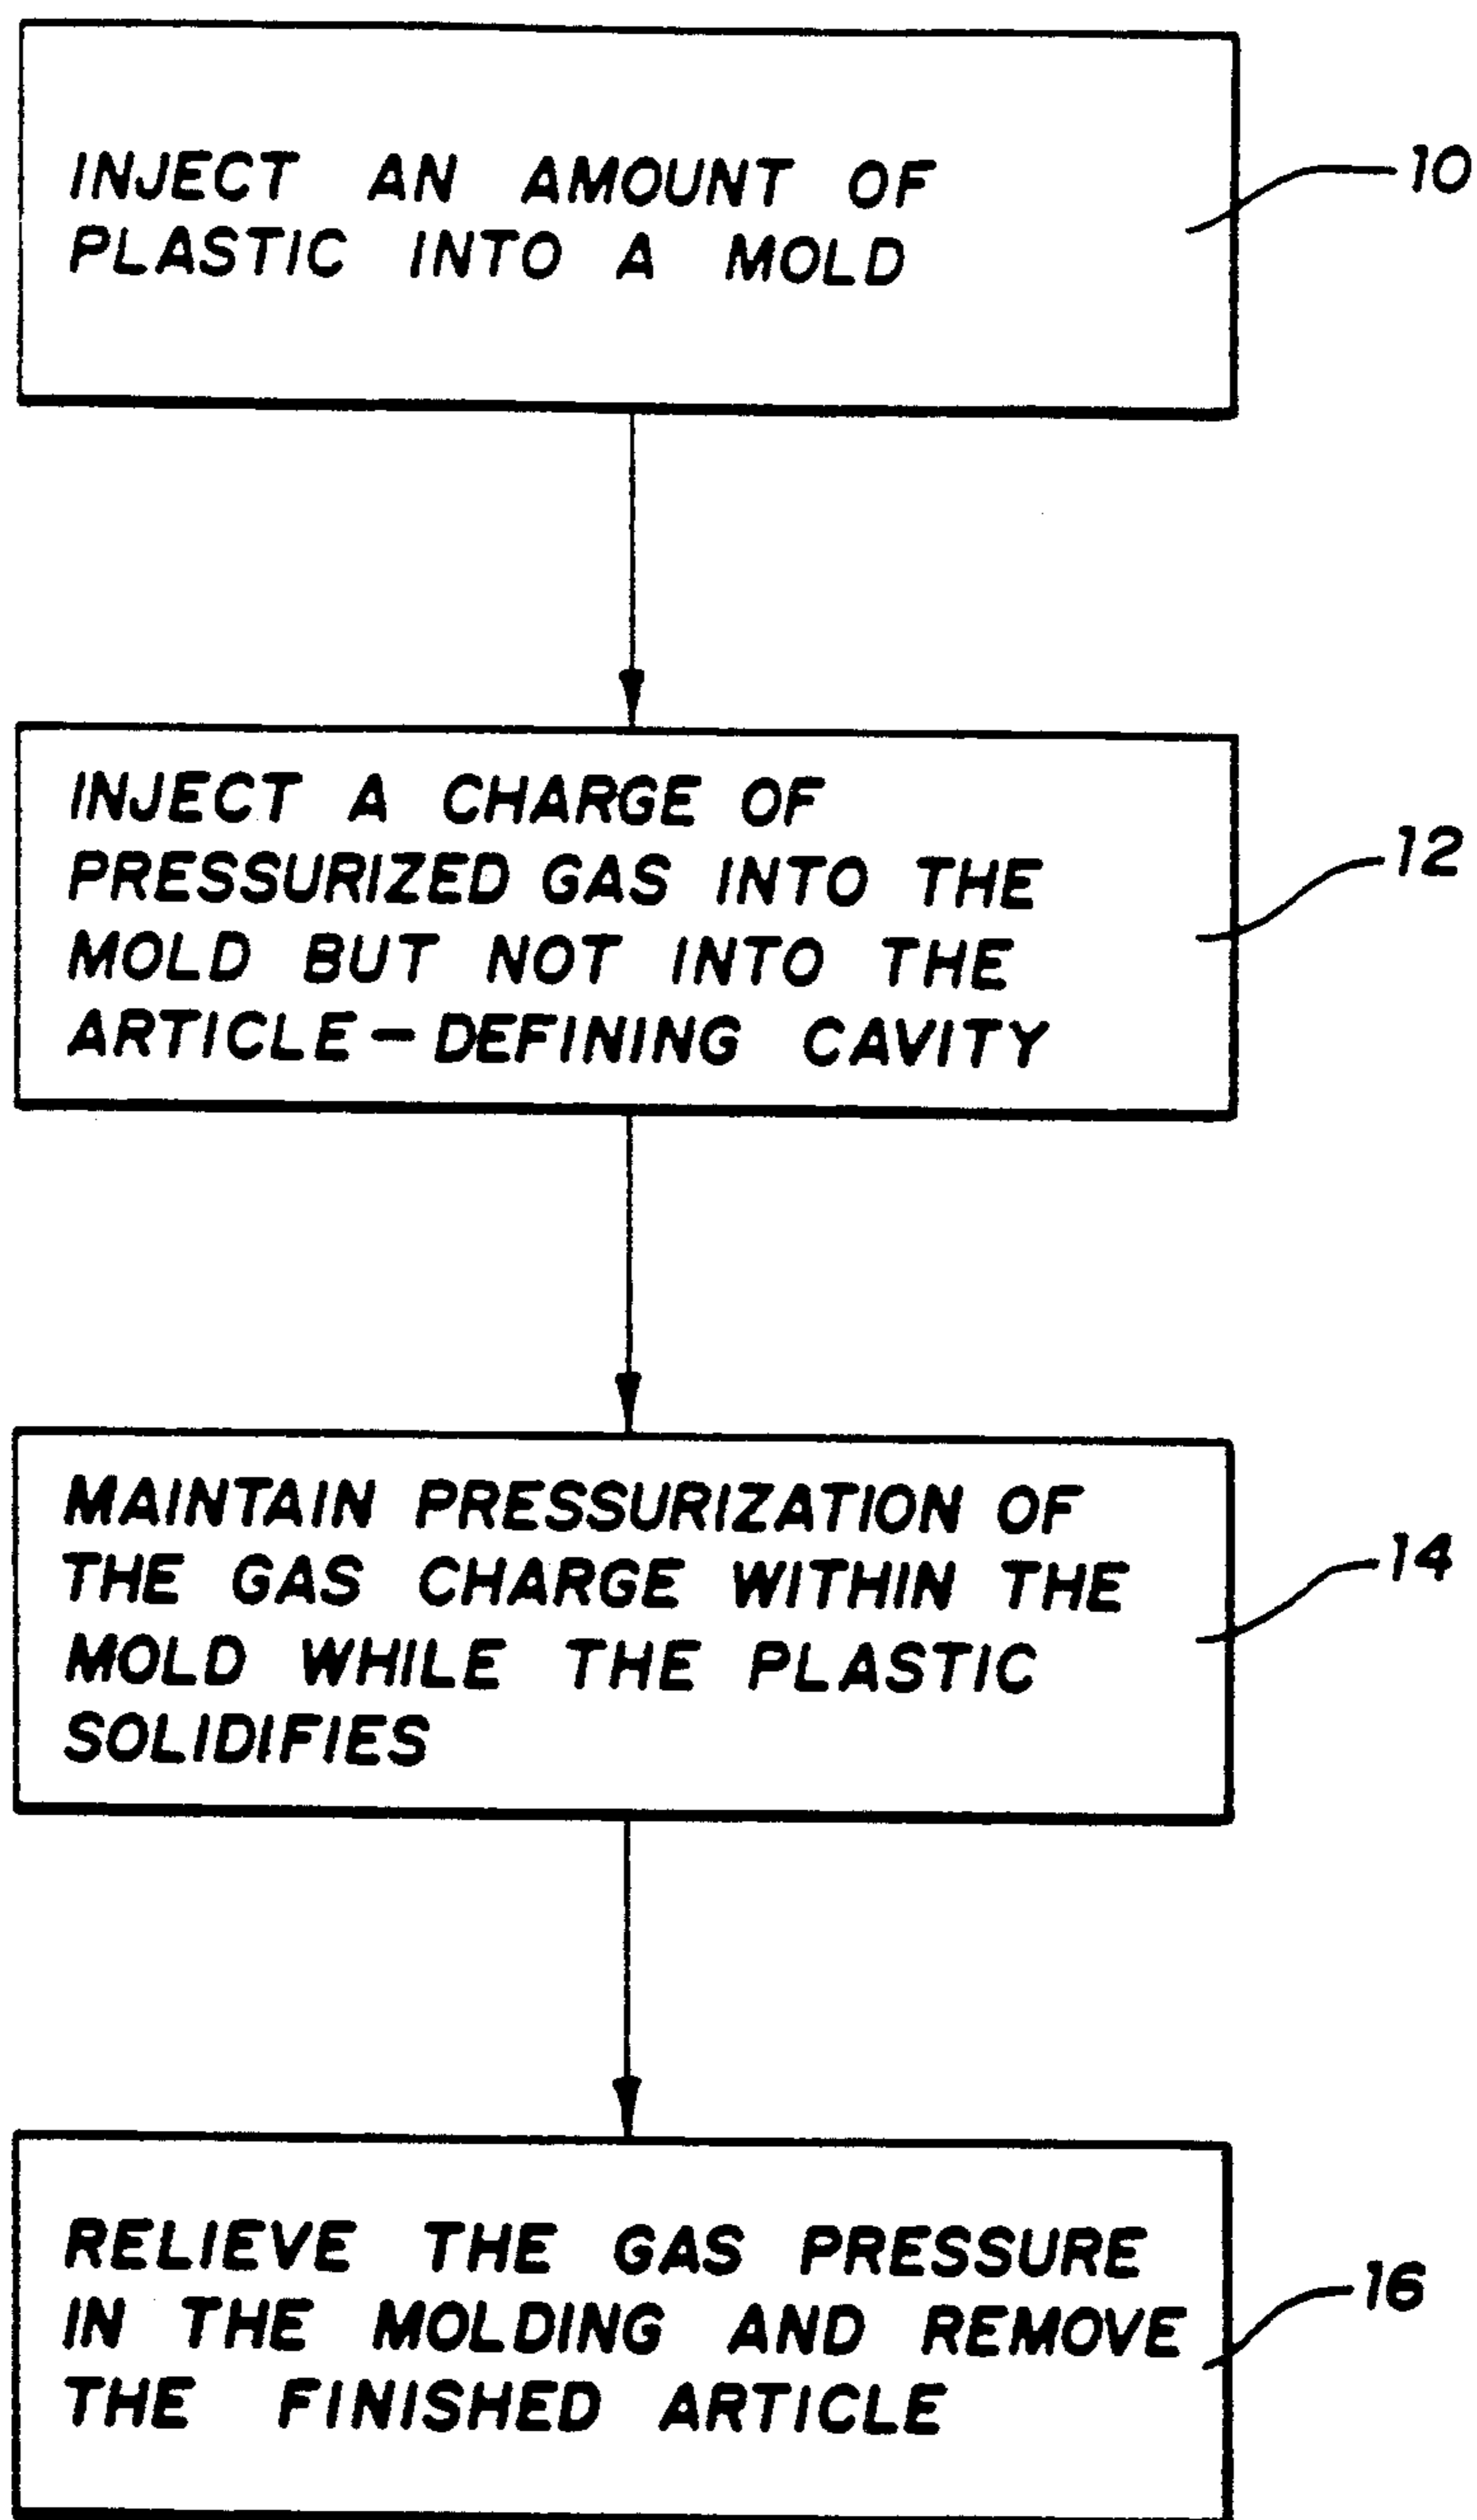 INJECT AN AMOUNT OF
PLASTIC INTO A MOLD
10
INJECT A CHARGE OF
PRESSURIZED GAS INTO THE
MOLD BUT NOT INTO THE
ARTICLE-DEFINING CAVITY
12
MAINTAIN PRESSURIZATION OF
THE GAS CHARGE WITHIN THE
MOLD WHILE THE PLASTIC
SOLIDIFIES
14
RELIEVE THE GAS PRESSURE
IN THE MOLDING AND REMOVE
THE FINISHED ARTICLE
16